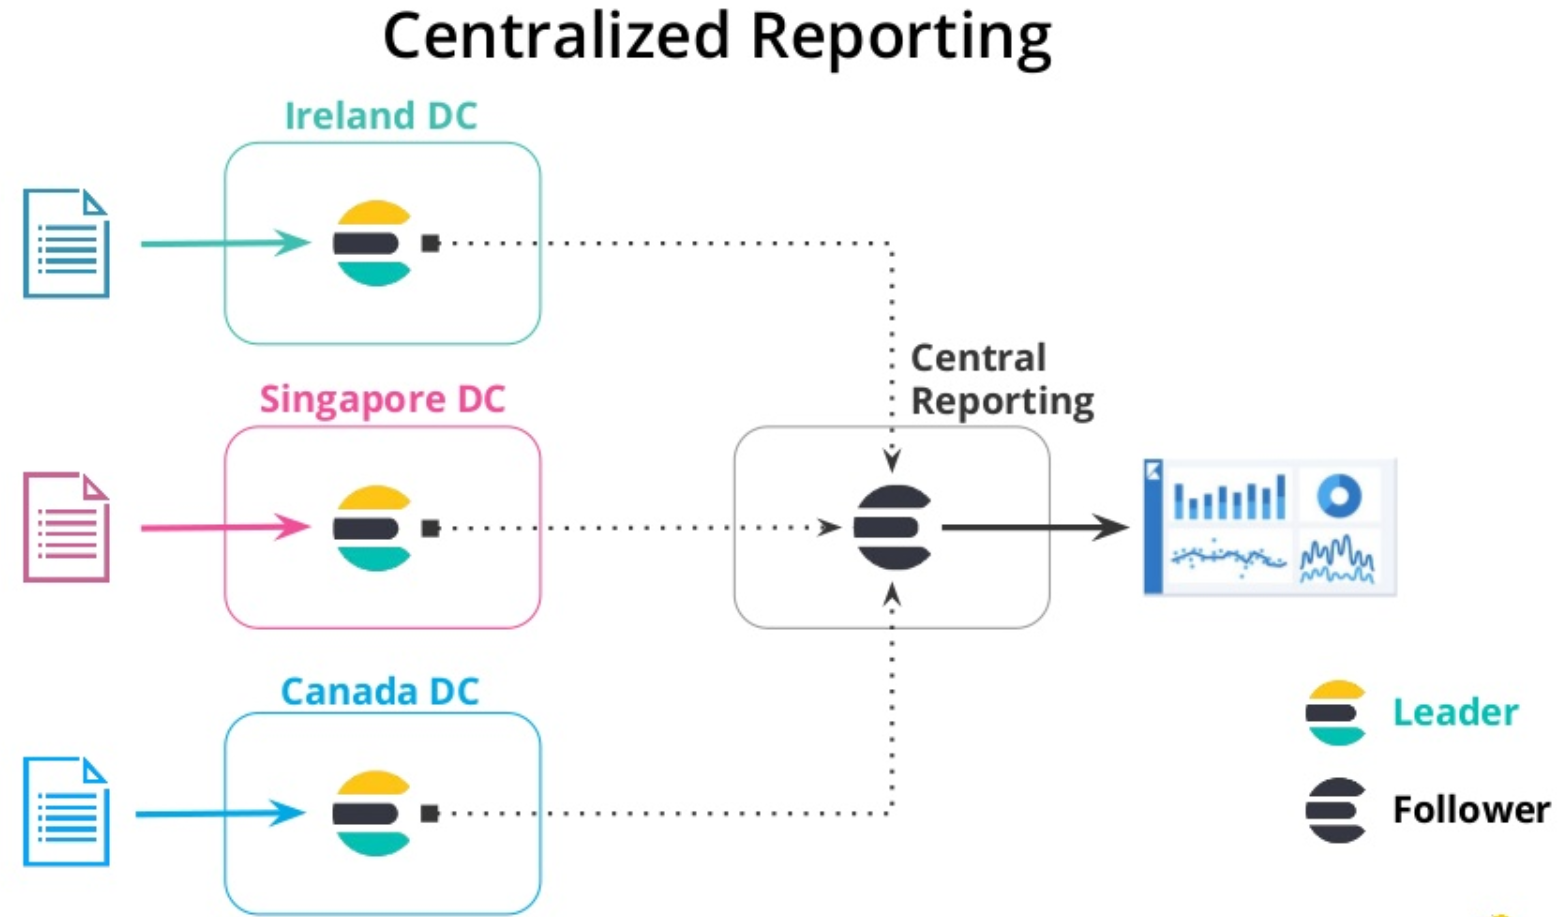 Centralized Reporting
Ireland DC
Singapore DC
Central
Reporting
Canada DC
Leader
Follower